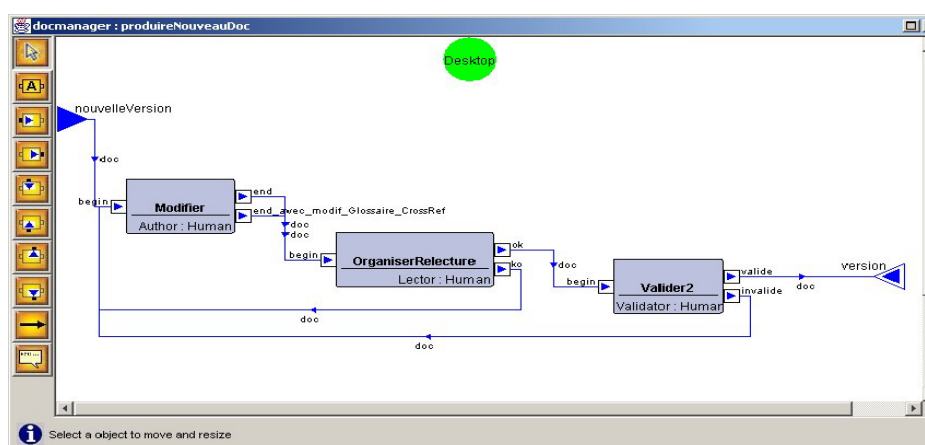 docmanager : produireNouveauDoc
Desktop
A
nouvelleVersion
doc
begin
Modifier
Author : Human
end
end_avec_modif_Glossaire_CrossRef
doc
doc
begin
OrganiserRelecture
Lector : Human
ok
ko
doc
begin
Valider2
Validator : Human
valide
invalide
doc
version
doc
doc
Select a object to move and resize